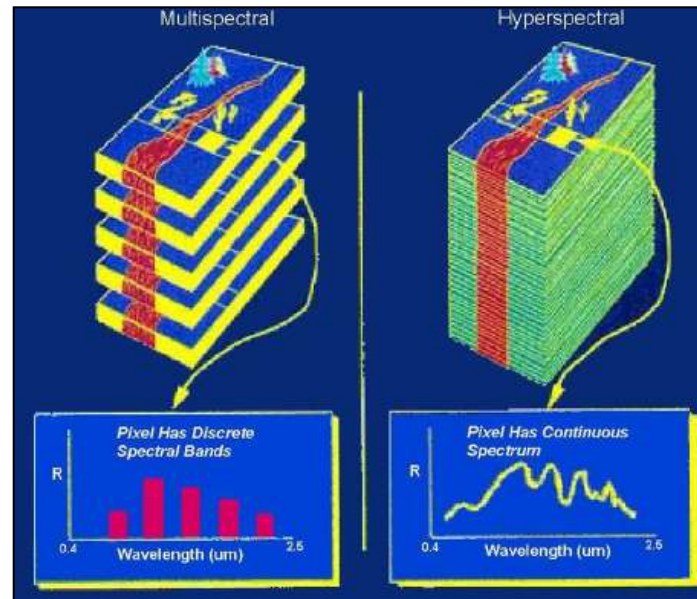 Multispectral
Hyperspectral
Pixel Has Discrete
Spectral Bands
R
0.4
Wavelength (um)
2.5
Pixel Has Continuous
Spectrum
R
0.4
Wavelength (um)
2.5